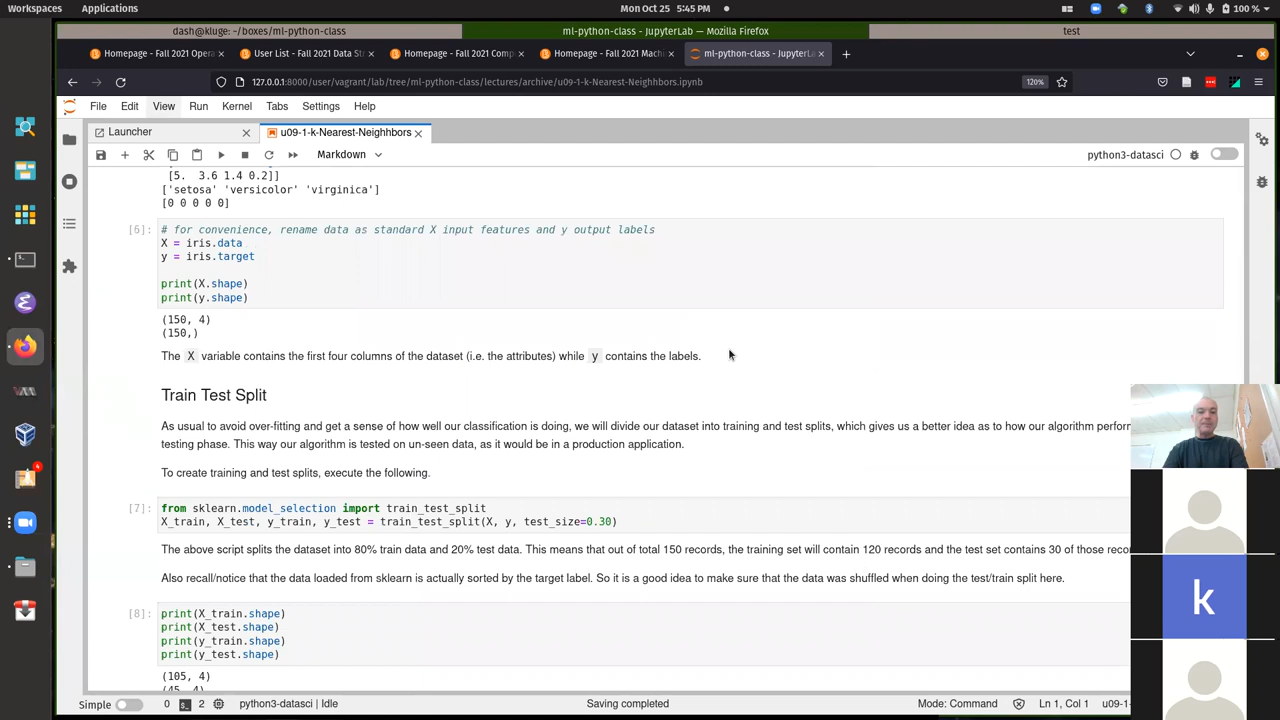 Workspaces Applications Mon Oct 25 5:45 PM 100 %
dash@kluge: ~/boxes/ml-python-class ml-python-class - JupyterLab — Mozilla Firefox test
Homepage - Fall 2021 Opera User List - Fall 2021 Data St Homepage - Fall 2021 Comp Homepage - Fall 2021 Machi ml-python-class - JupyterL
127.0.0.1:8000/user/vagrant/lab/tree/ml-python-class/lectures/archive/u09-1-k-Nearest-Neighhbors.ipynb 120%
File Edit View Run Kernel Tabs Settings Help
Launcher u09-1-k-Nearest-Neighhbors
Markdown python3-datasci
[5. 3.6 1.4 0.2]]
['setosa' 'versicolor' 'virginica']
[0 0 0 0 0]
[6]: # for convenience, rename data as standard X input features and y output labels
X = iris.data
y = iris.target
print(X.shape)
print(y.shape)
(150, 4)
(150,)
The X variable contains the first four columns of the dataset (i.e. the attributes) while y contains the labels.
Train Test Split
As usual to avoid over-fitting and get a sense of how well our classification is doing, we will divide our dataset into training and test splits, which gives us a better idea as to how our algorithm perform
testing phase. This way our algorithm is tested on un-seen data, as it would be in a production application.
To create training and test splits, execute the following.
[7]: from sklearn.model_selection import train_test_split
X_train, X_test, y_train, y_test = train_test_split(X, y, test_size=0.30)
The above script splits the dataset into 80% train data and 20% test data. This means that out of total 150 records, the training set will contain 120 records and the test set contains 30 of those recor
Also recall/notice that the data loaded from sklearn is actually sorted by the target label. So it is a good idea to make sure that the data was shuffled when doing the test/train split here.
[8]: print(X_train.shape)
print(X_test.shape)
print(y_train.shape)
print(y_test.shape)
(105, 4)
(45, 4)
k
4
Simple 0 2 python3-datasci | Idle Saving completed Mode: Command Ln 1, Col 1 u09-1-